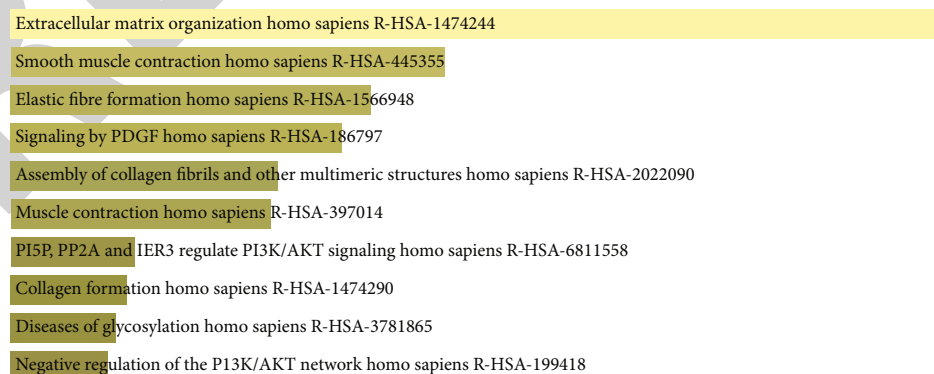 Extracellular matrix organization homo sapiens R-HSA-1474244
Smooth muscle contraction homo sapiens R-HSA-445355
Elastic fibre formation homo sapiens R-HSA-1566948
Signaling by PDGF homo sapiens R-HSA-186797
Assembly of collagen fibrils and other multimeric structures homo sapiens R-HSA-2022090
Muscle contraction homo sapiens R-HSA-397014
PI5P, PP2A and IER3 regulate PI3K/AKT signaling homo sapiens R-HSA-6811558
Collagen formation homo sapiens R-HSA-1474290
Diseases of glycosylation homo sapiens R-HSA-3781865
Negative regulation of the P13K/AKT network homo sapiens R-HSA-199418